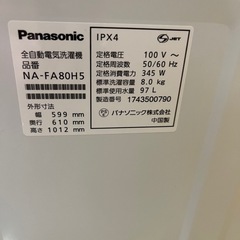 Panasonic
全自動電気洗濯機
品番
NA-FA80H5
外形寸法
幅 599 mm
奥行 610 mm
高さ 1012 mm
IPX4
JET
定格電圧 100 V ～
定格周波数 50/60 Hz
定格消費電力 345 W
標準洗濯容量 8.0 kg
標準使用水量 97 L
製造番号 1743500790
パナソニック株式会社
中国製